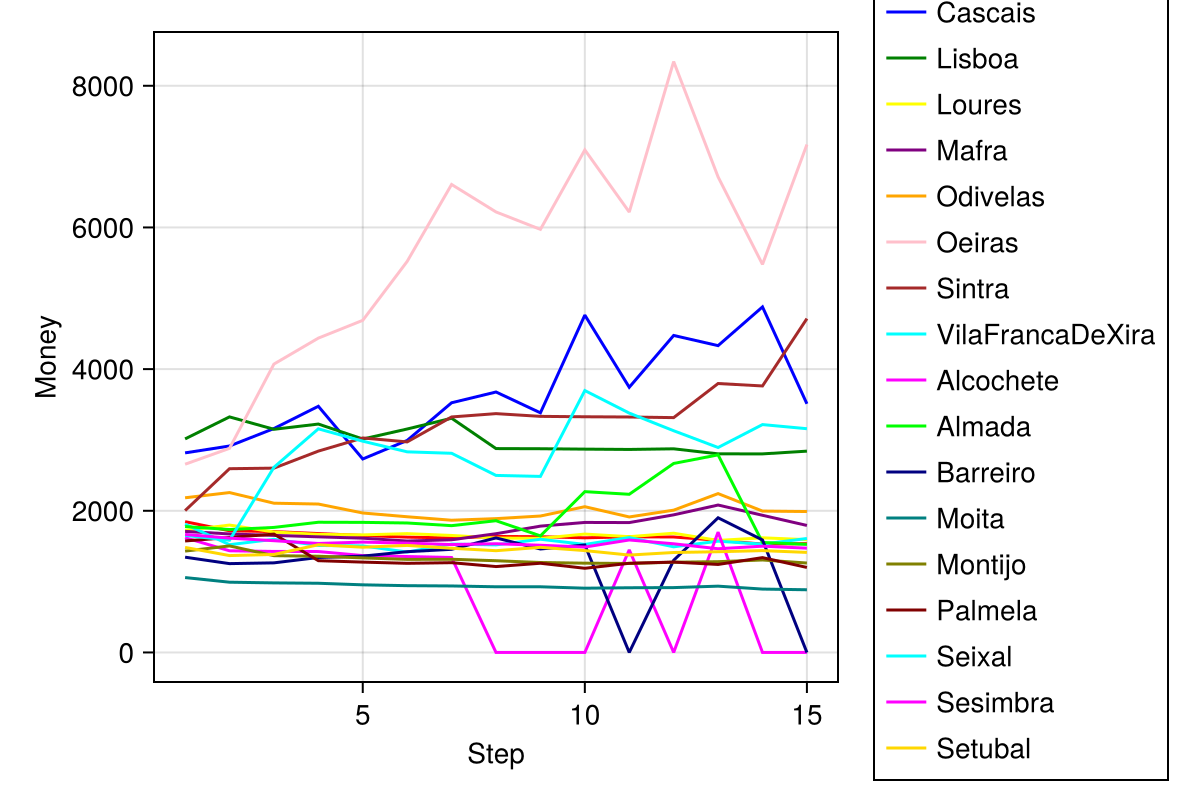 8000
6000
4000
2000
0
Money
5
10
15
Step
Cascais
Lisboa
Loures
Mafra
Odivelas
Oeiras
Sintra
VilaFrancaDeXira
Alcochete
Almada
Barreiro
Moita
Montijo
Palmela
Seixal
Sesimbra
Setubal